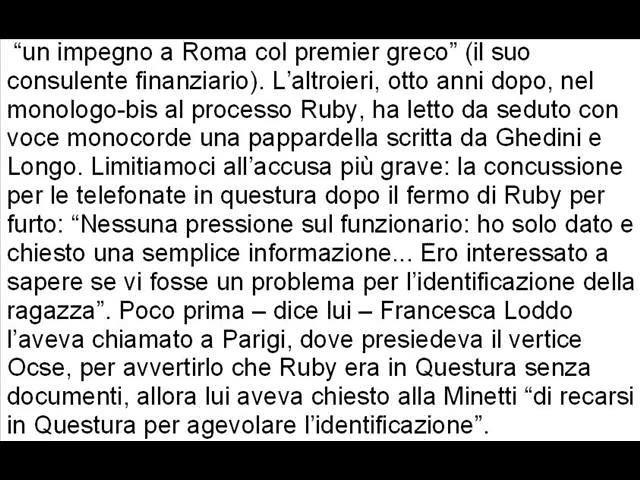 “un impegno a Roma col premier greco” (il suo
consulente finanziario). L’altroieri, otto anni dopo, nel
monologo-bis al processo Ruby, ha letto da seduto con
voce monocorde una pappardella scritta da Ghedini e
Longo. Limitiamoci all’accusa più grave: la concussione
per le telefonate in questura dopo il fermo di Ruby per
furto: “Nessuna pressione sul funzionario: ho solo dato e
chiesto una semplice informazione... Ero interessato a
sapere se vi fosse un problema per l’identificazione della
ragazza”. Poco prima – dice lui – Francesca Loddo
l’aveva chiamato a Parigi, dove presiedeva il vertice
Ocse, per avvertirlo che Ruby era in Questura senza
documenti, allora lui aveva chiesto alla Minetti “di recarsi
in Questura per agevolare l’identificazione”.